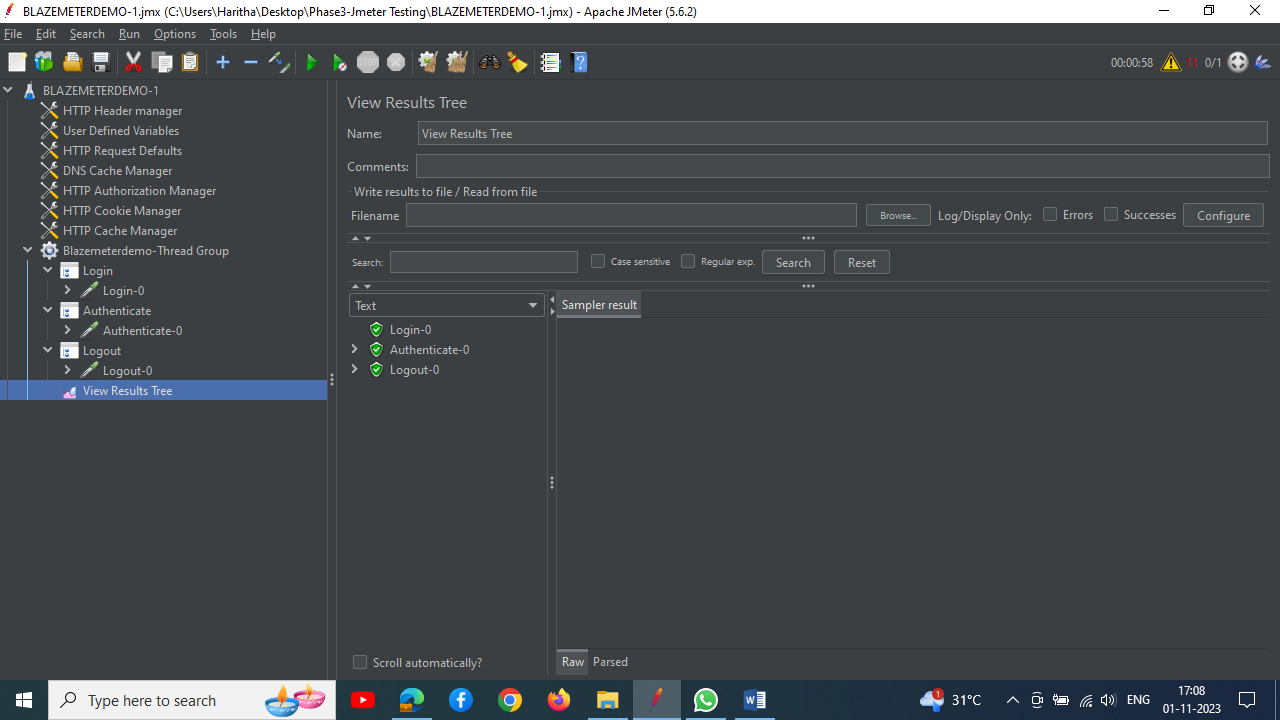 BLAZEMETERDEMO-1.jmx (C:\Users\Haritha\Desktop\Phase3-Jmeter Testing\BLAZEMETERDEMO-1.jmx) - Apache JMeter (5.6.2)
File Edit Search Run Options Tools Help
STOP 00:00:58 11 0/1
BLAZEMETERDEMO-1
HTTP Header manager
User Defined Variables
HTTP Request Defaults
DNS Cache Manager
HTTP Authorization Manager
HTTP Cookie Manager
HTTP Cache Manager
Blazemeterdemo-Thread Group
Login
Login-0
Authenticate
Authenticate-0
Logout
Logout-0
View Results Tree
View Results Tree
Name: View Results Tree
Comments:
Write results to file / Read from file
Filename Browse... Log/Display Only: Errors Successes Configure
Search: Case sensitive Regular exp. Search Reset
Text
Login-0
Authenticate-0
Logout-0
Scroll automatically?
Sampler result
Raw Parsed
Type here to search
1 31°C ENG 17:08
01-11-2023